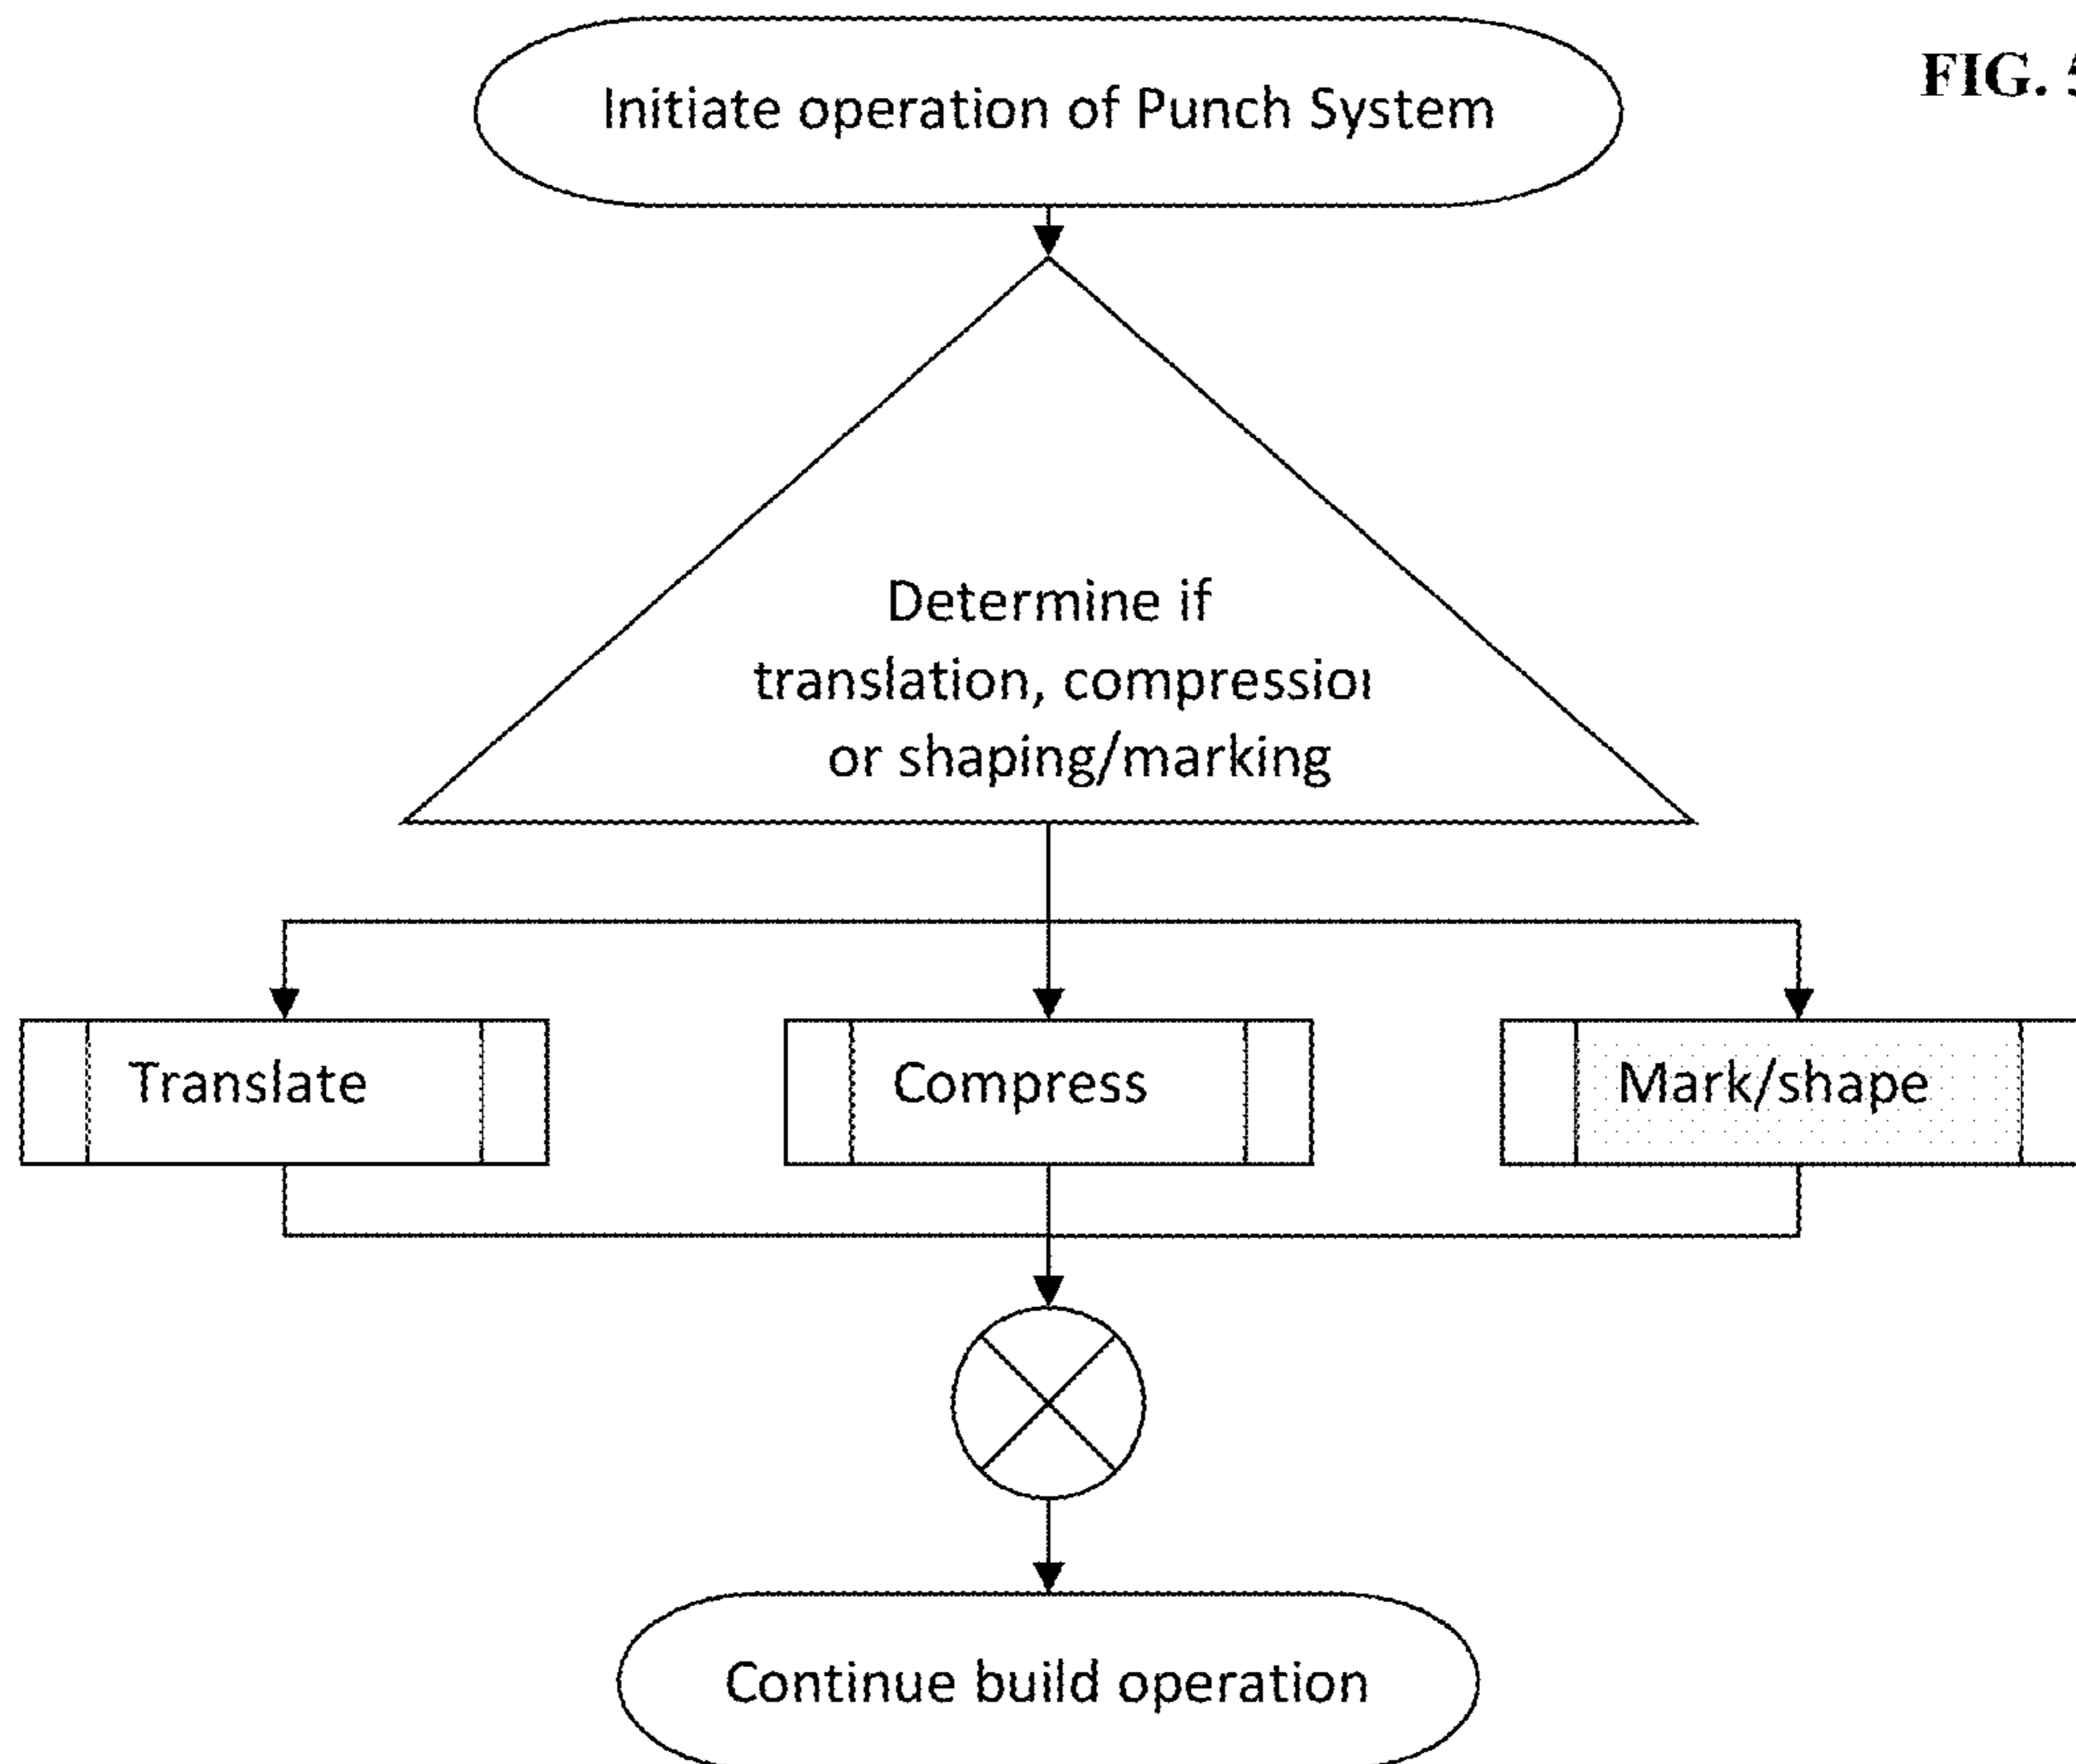 FIG. 5
Initiate operation of Punch System
Determine if
translation, compression
or shaping/marking
Translate
Compress
Mark/shape
Continue build operation